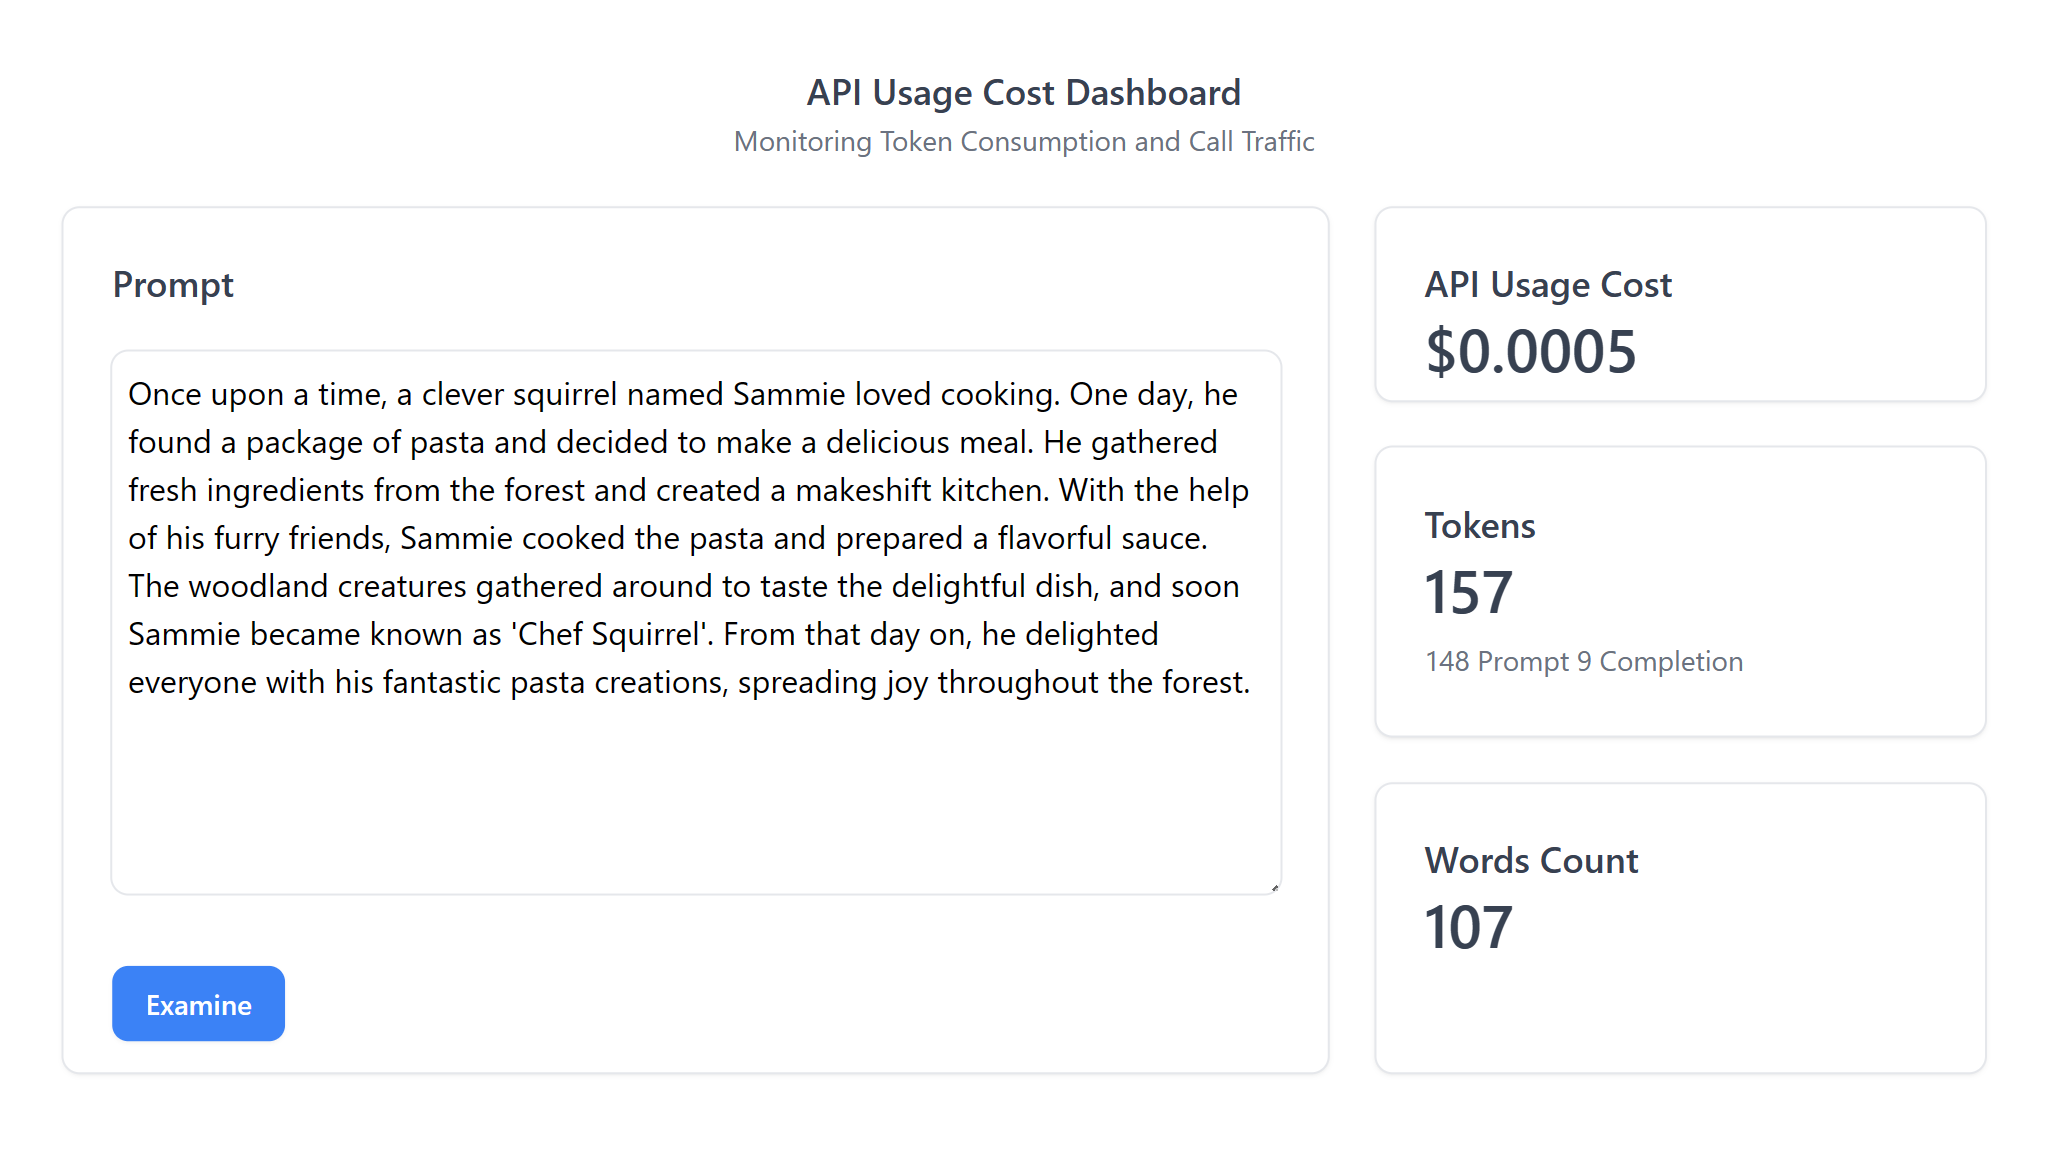 API Usage Cost Dashboard
Monitoring Token Consumption and Call Traffic
Prompt
Once upon a time, a clever squirrel named Sammie loved cooking. One day, he
found a package of pasta and decided to make a delicious meal. He gathered
fresh ingredients from the forest and created a makeshift kitchen. With the help
of his furry friends, Sammie cooked the pasta and prepared a flavorful sauce.
The woodland creatures gathered around to taste the delightful dish, and soon
Sammie became known as 'Chef Squirrel'. From that day on, he delighted
everyone with his fantastic pasta creations, spreading joy throughout the forest.
Examine
API Usage Cost
$0.0005
Tokens
157
148 Prompt 9 Completion
Words Count
107